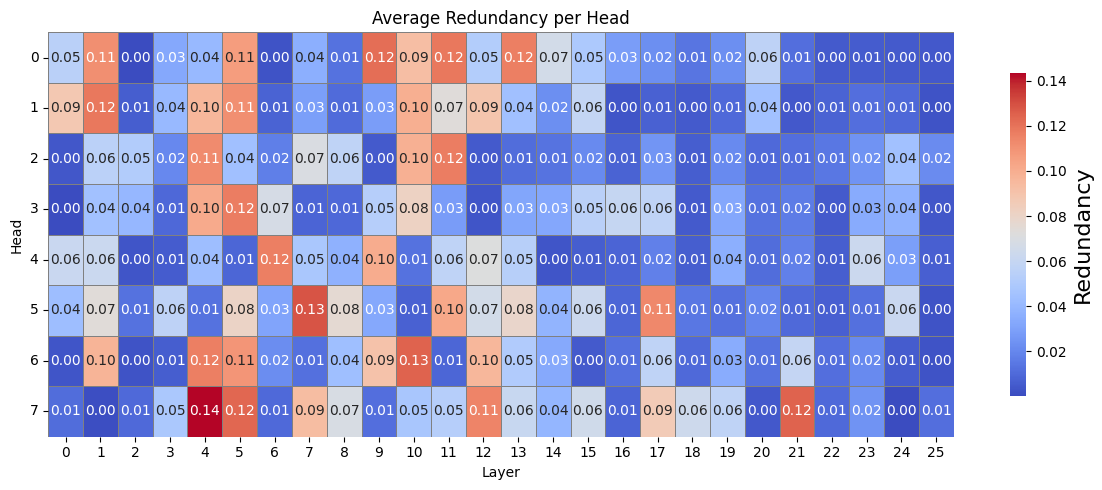 Average Redundancy per Head
0 0.05 0.11 0.00 0.03 0.04 0.11 0.00 0.04 0.01 0.12 0.09 0.12 0.05 0.12 0.07 0.05 0.03 0.02 0.01 0.02 0.06 0.01 0.00 0.01 0.00 0.00
1 0.09 0.12 0.01 0.04 0.10 0.11 0.01 0.03 0.01 0.03 0.10 0.07 0.09 0.04 0.02 0.06 0.00 0.01 0.00 0.01 0.04 0.00 0.01 0.01 0.01 0.00
2 0.00 0.06 0.05 0.02 0.11 0.04 0.02 0.07 0.06 0.00 0.10 0.12 0.00 0.01 0.01 0.02 0.01 0.03 0.01 0.02 0.01 0.01 0.01 0.02 0.04 0.02
3 0.00 0.04 0.04 0.01 0.10 0.12 0.07 0.01 0.01 0.05 0.08 0.03 0.00 0.03 0.03 0.05 0.06 0.06 0.01 0.03 0.01 0.02 0.00 0.03 0.04 0.00
4 0.06 0.06 0.00 0.01 0.04 0.01 0.12 0.05 0.04 0.10 0.01 0.06 0.07 0.05 0.00 0.01 0.01 0.02 0.01 0.04 0.01 0.02 0.01 0.06 0.03 0.01
5 0.04 0.07 0.01 0.06 0.01 0.08 0.03 0.13 0.08 0.03 0.01 0.10 0.07 0.08 0.04 0.06 0.01 0.11 0.01 0.01 0.02 0.01 0.01 0.01 0.06 0.00
6 0.00 0.10 0.00 0.01 0.12 0.11 0.02 0.01 0.04 0.09 0.13 0.01 0.10 0.05 0.03 0.00 0.01 0.06 0.01 0.03 0.01 0.06 0.01 0.02 0.01 0.00
7 0.01 0.00 0.01 0.05 0.14 0.12 0.01 0.09 0.07 0.01 0.05 0.05 0.11 0.06 0.04 0.06 0.01 0.09 0.06 0.06 0.00 0.12 0.01 0.02 0.00 0.01
0 1 2 3 4 5 6 7 8 9 10 11 12 13 14 15 16 17 18 19 20 21 22 23 24 25
Layer
Head
0.14
0.12
0.10
0.08
0.06
0.04
0.02
Redundancy